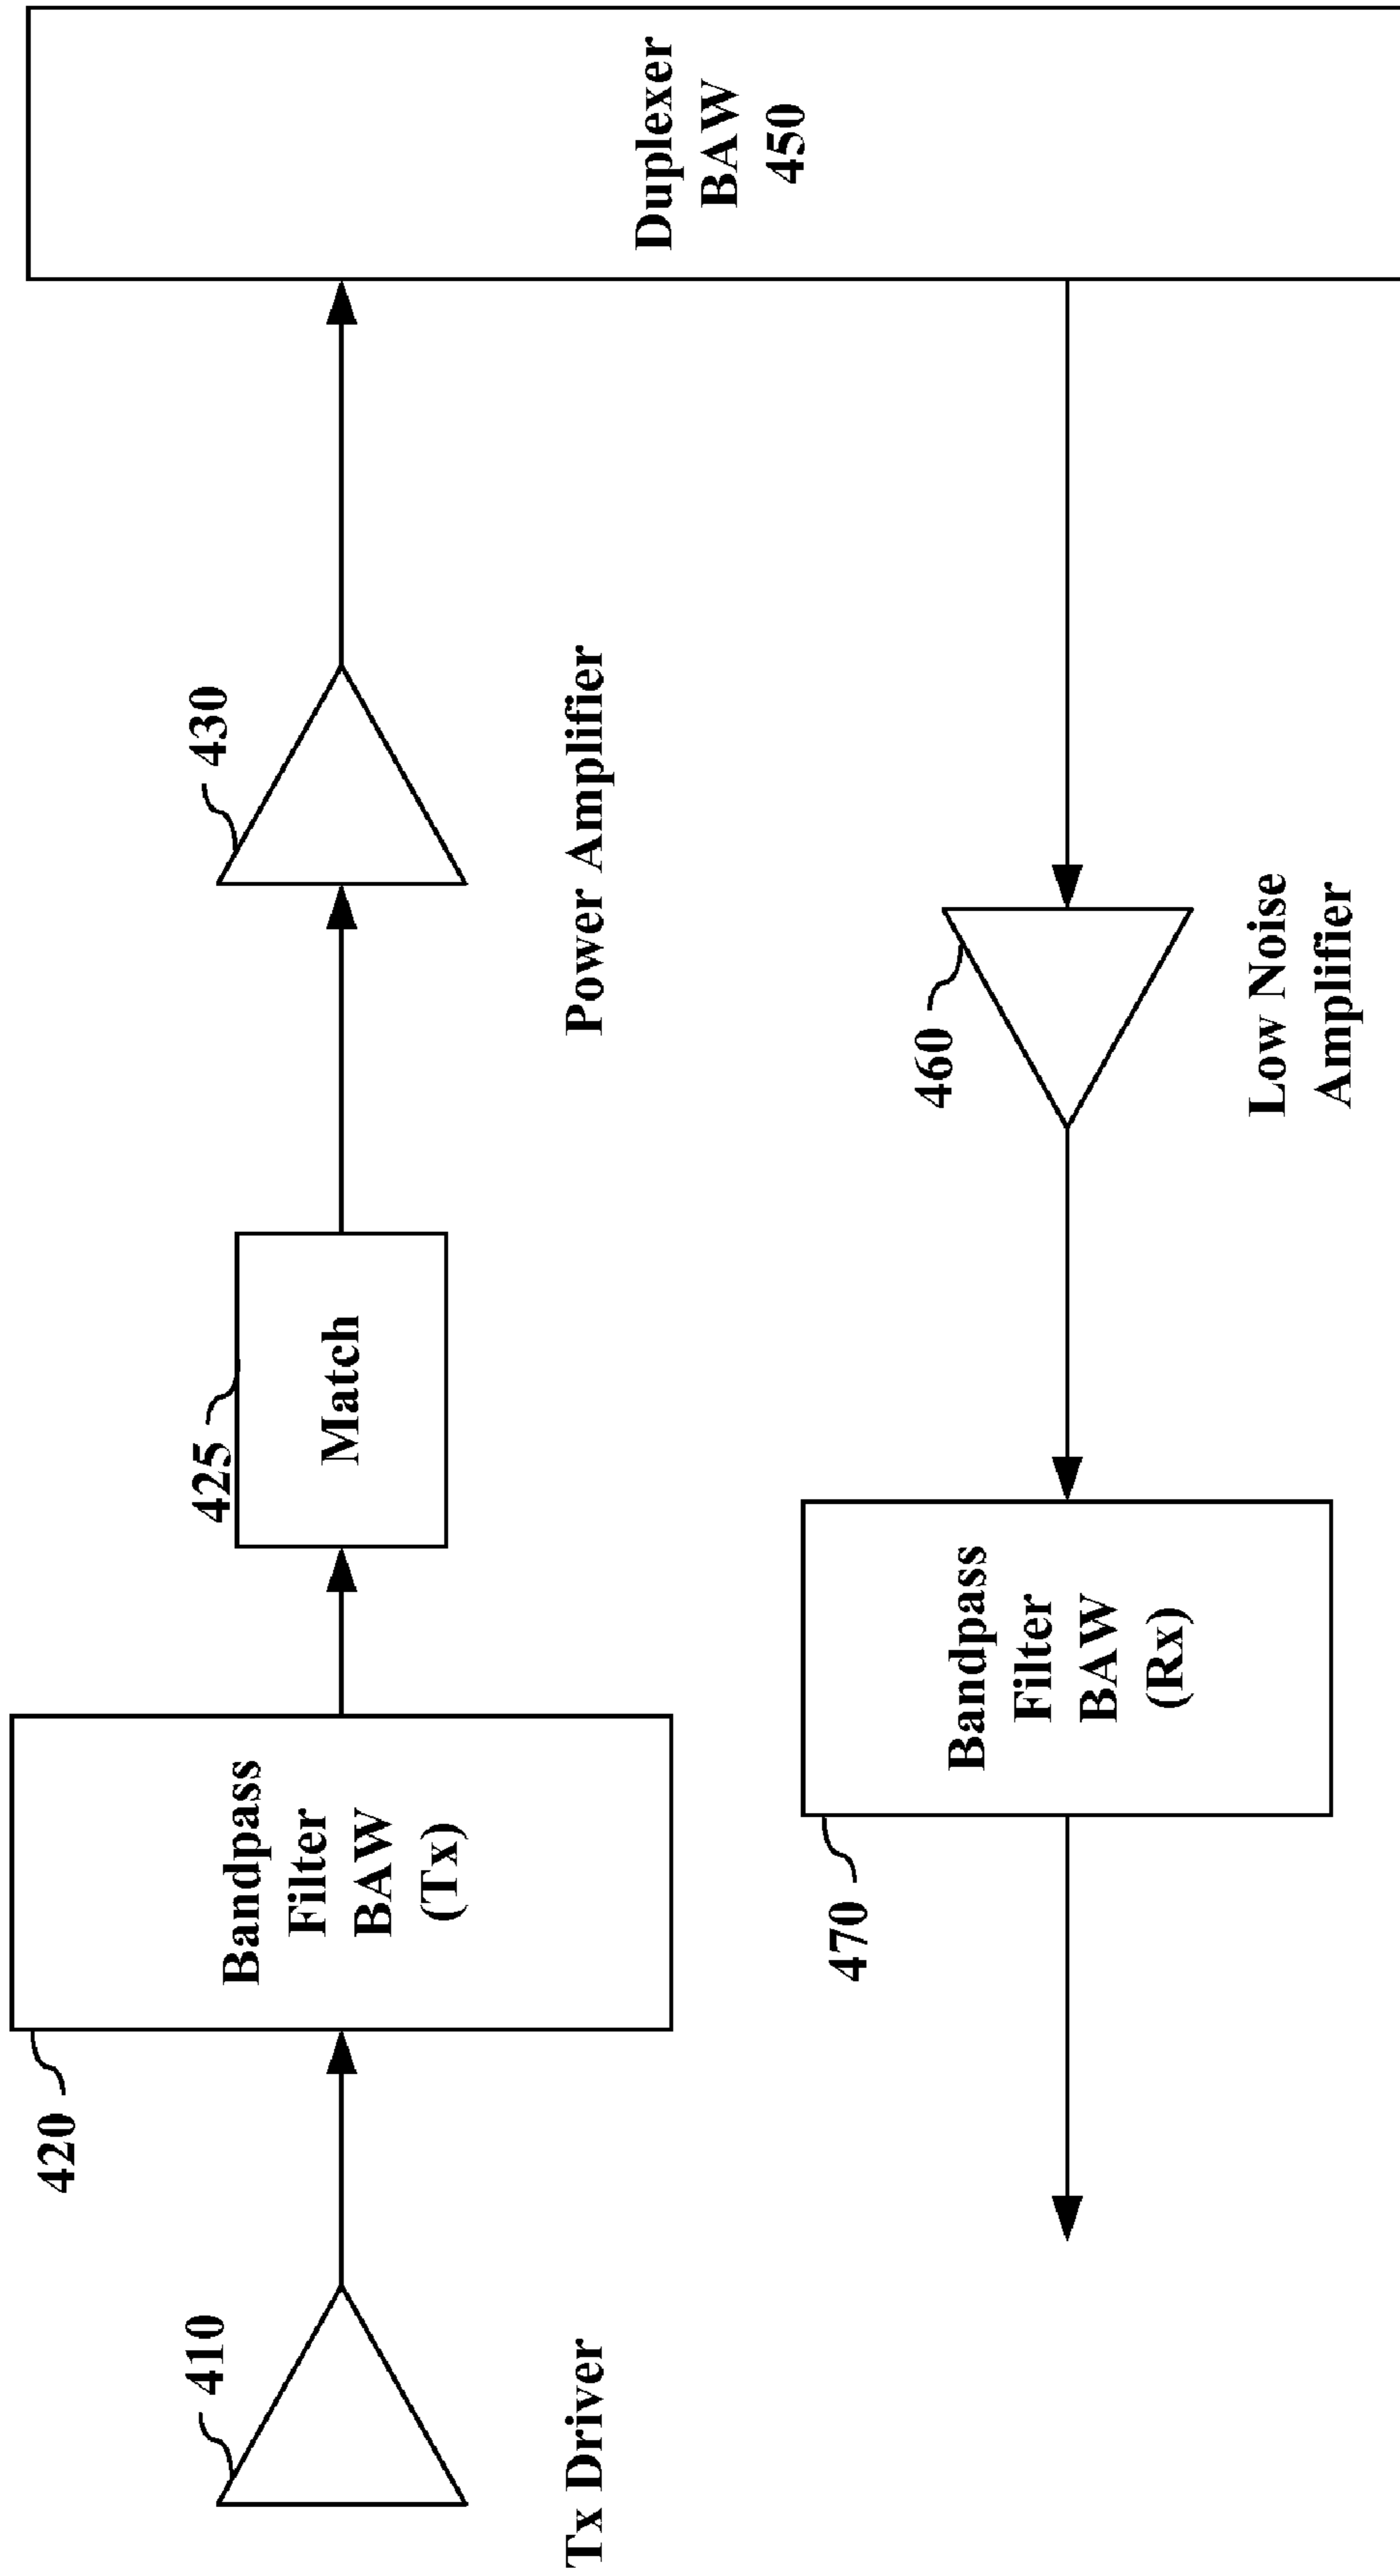 410
Tx Driver
420
Bandpass
Filter
BAW
(Tx)
425
Match
430
Power Amplifier
Duplexer
BAW
450
460
Low Noise
Amplifier
470
Bandpass
Filter
BAW
(Rx)